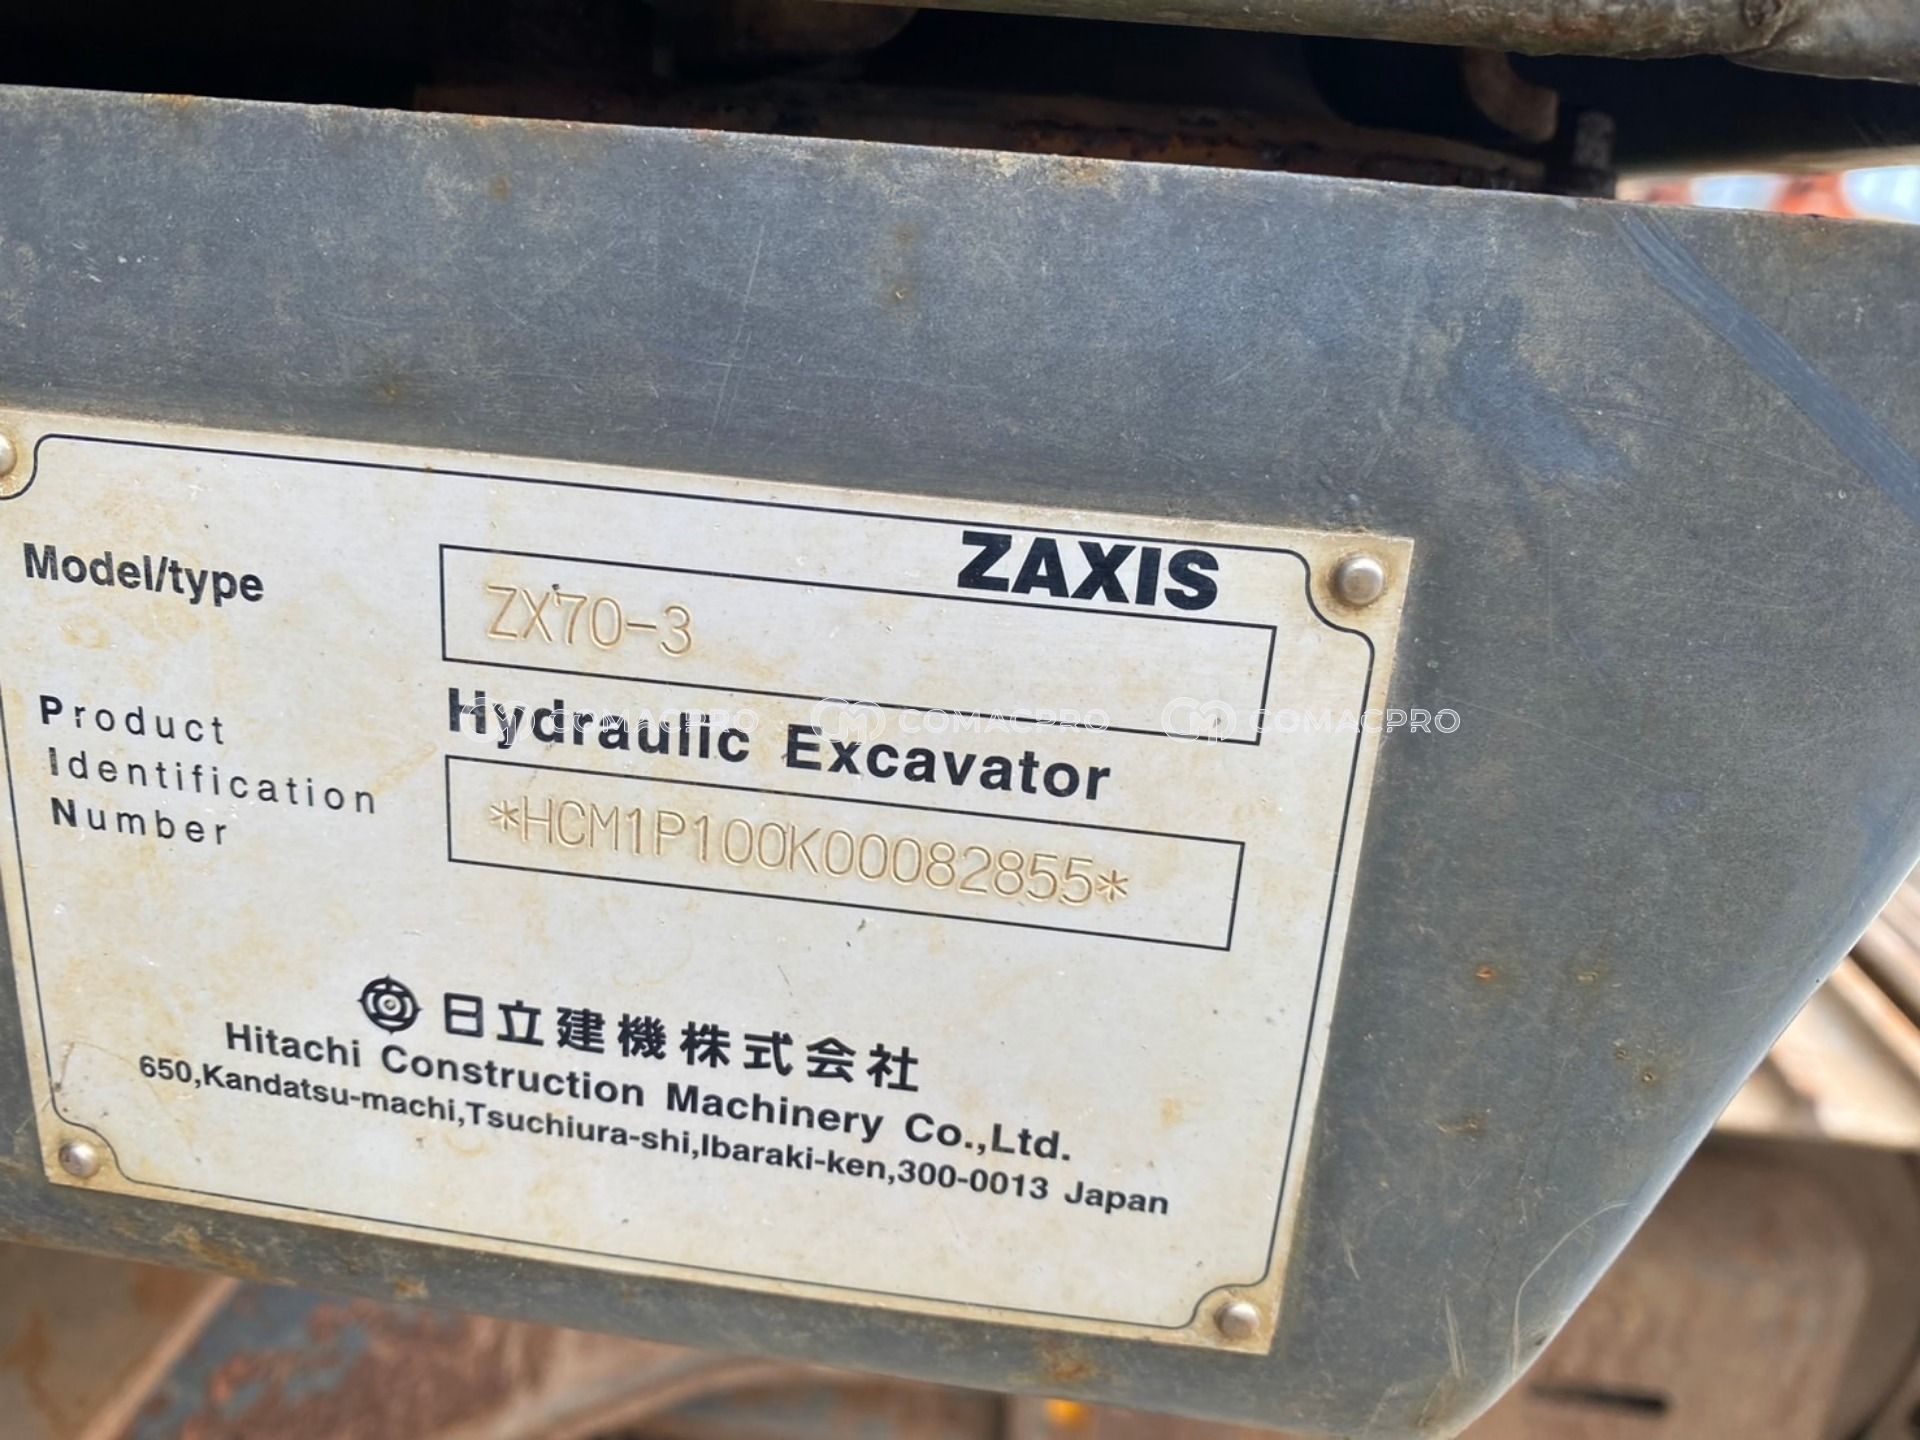 ZAXIS
Model/type ZX70-3
Hydraulic Excavator
Product
Identification
Number
*HCM1P100K00082855*
COMACPRO COMACPRO COMACPRO
日立建機株式会社
Hitachi Construction Machinery Co.,Ltd.
650,Kandatsu-machi,Tsuchiura-shi,Ibaraki-ken,300-0013 Japan